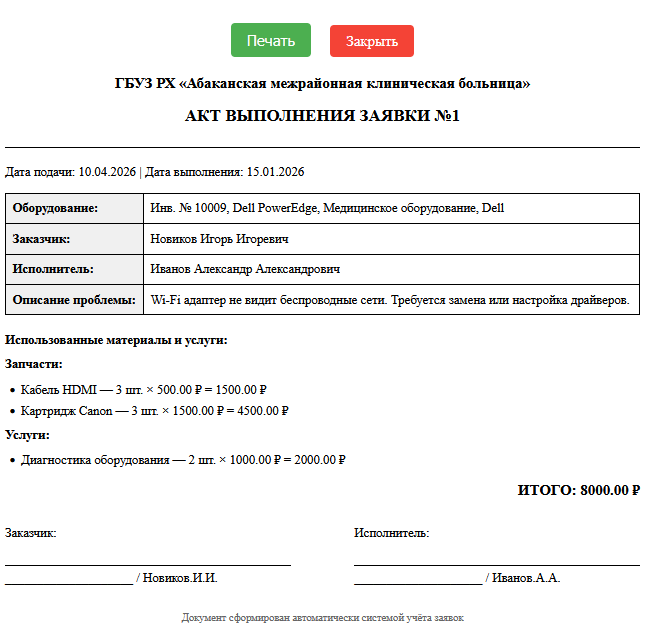 Печать Закрыть
ГБУЗ РХ «Абаканская межрайонная клиническая больница»
АКТ ВЫПОЛНЕНИЯ ЗАЯВКИ №1
Дата подачи: 10.04.2026 | Дата выполнения: 15.01.2026
Оборудование: Инв. № 10009, Dell PowerEdge, Медицинское оборудование, Dell
Заказчик: Новиков Игорь Игоревич
Исполнитель: Иванов Александр Александрович
Описание проблемы: Wi-Fi адаптер не видит беспроводные сети. Требуется замена или настройка драйверов.
Использованные материалы и услуги:
Запчасти:
• Кабель HDMI — 3 шт. × 500.00 ₽ = 1500.00 ₽
• Картридж Canon — 3 шт. × 1500.00 ₽ = 4500.00 ₽
Услуги:
• Диагностика оборудования — 2 шт. × 1000.00 ₽ = 2000.00 ₽
ИТОГО: 8000.00 ₽
Заказчик: Исполнитель:
____________________ / Новиков.И.И. ____________________ / Иванов.А.А.
Документ сформирован автоматически системой учёта заявок